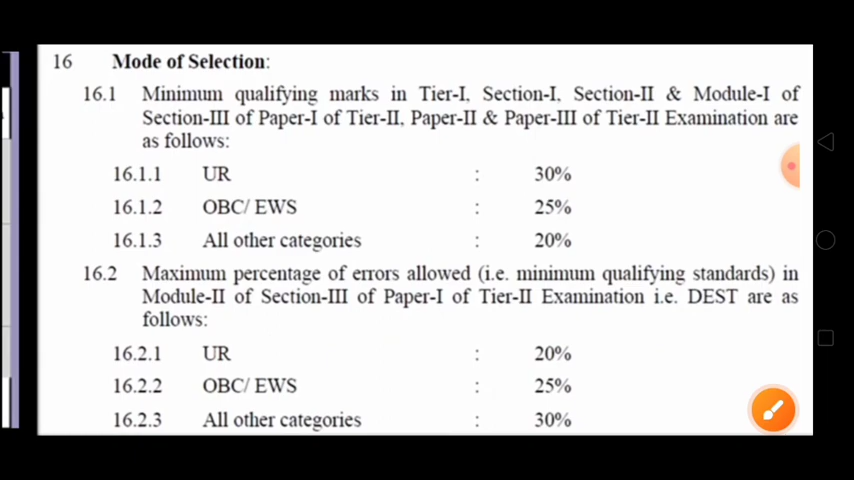 16 Mode of Selection:
16.1 Minimum qualifying marks in Tier-I, Section-I, Section-II & Module-I of
Section-III of Paper-I of Tier-II, Paper-II & Paper-III of Tier-II Examination are
as follows:
16.1.1 UR : 30%
16.1.2 OBC/ EWS : 25%
16.1.3 All other categories : 20%
16.2 Maximum percentage of errors allowed (i.e. minimum qualifying standards) in
Module-II of Section-III of Paper-I of Tier-II Examination i.e. DEST are as
follows:
16.2.1 UR : 20%
16.2.2 OBC/ EWS : 25%
16.2.3 All other categories : 30%